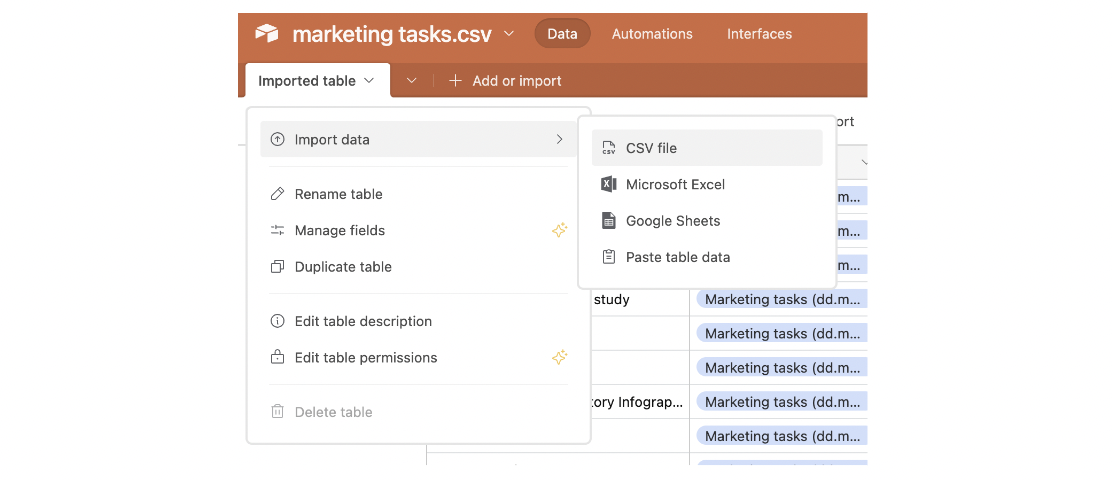 marketing tasks.csv
Data
Automations
Interfaces
Imported table
Add or import
Import data
Rename table
Manage fields
Duplicate table
Edit table description
Edit table permissions
Delete table
ort
CSV
CSV file
Microsoft Excel
Google Sheets
Paste table data
m...
m...
m...
study
Marketing tasks (dd.m...
Marketing tasks (dd.m...
Marketing tasks (dd.m...
tory Infograp...
Marketing tasks (dd.m...
Marketing tasks (dd.m...